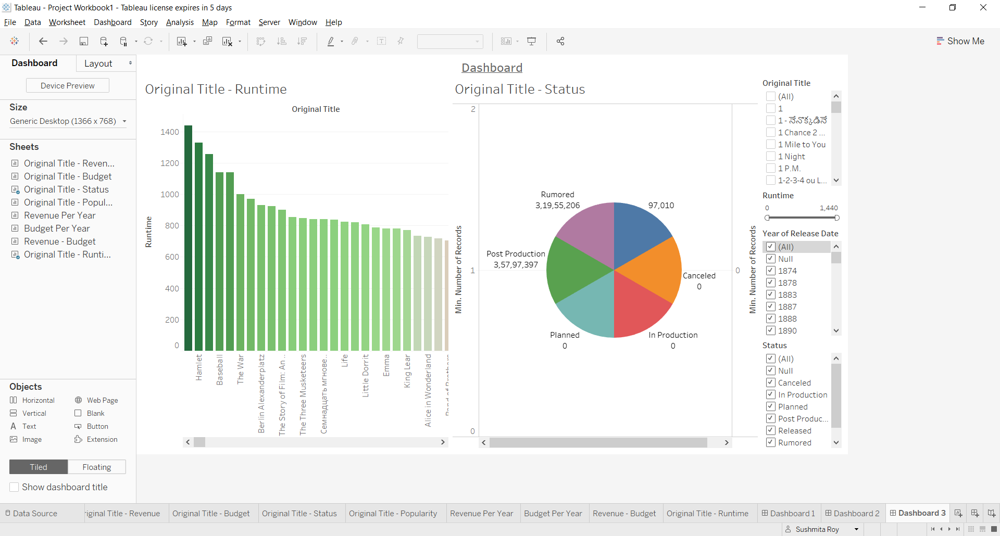 Tableau - Project Workbook1 - Tableau license expires in 5 days
File Data Worksheet Dashboard Story Analysis Map Format Server Window Help
Show Me
Dashboard Layout
Device Preview
Size
Generic Desktop (1366 x 768)
Sheets
Original Title - Reven...
Original Title - Budget
Original Title - Status
Original Title - Popul...
Revenue Per Year
Budget Per Year
Revenue - Budget
Original Title - Runti...
Objects
Horizontal Web Page
Vertical Blank
Text Button
Image Extension
Tiled Floating
Show dashboard title
Dashboard
Original Title - Runtime
Original Title
Runtime
1400
1200
1000
800
600
400
200
0
Hamlet
Baseball
The War
Berlin Alexanderplatz
The Story of Film: An ..
The Three Musketeers
Семнадцать мгнове..
Life
Little Dorrit
Emma
King Lear
Alice in Wonderland
Original Title - Status
2
1
0
Min. Number of Records
Rumored
3,19,55,206
97,010
Post Production
3,57,97,397
Canceled
0
Planned
0
In Production
0
0
Min. Number of Records
Original Title
(All)
1
1 - నేనొక్కడినే
1 Chance 2 ...
1 Mile to You
1 Night
1 P.M.
1-2-3-4 ou L...
Runtime
0 1,440
Year of Release Date
(All)
Null
1874
1878
1883
1887
1888
1890
Status
(All)
Null
Canceled
In Production
Planned
Post Produc...
Released
Rumored
Data Source riginal Title - Revenue Original Title - Budget Original Title - Status Original Title - Popularity Revenue Per Year Budget Per Year Revenue - Budget Original Title - Runtime Dashboard 1 Dashboard 2 Dashboard 3
Sushmita Roy